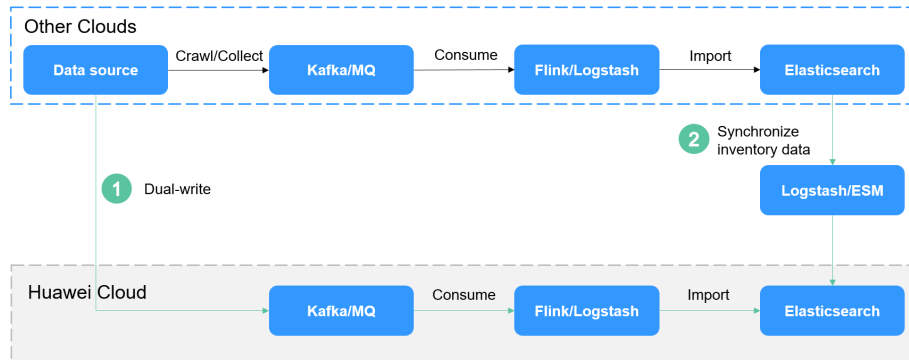 Other Clouds
Data source
Crawl/Collect
Kafka/MQ
Consume
Flink/Logstash
Import
Elasticsearch
2
Synchronize
inventory data
1
Dual-write
Logstash/ESM
Huawei Cloud
Kafka/MQ
Consume
Flink/Logstash
Import
Elasticsearch